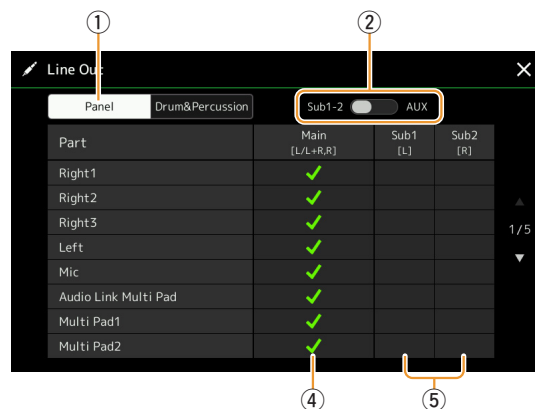 ① ②
Line Out
Panel Drum&Percussion Sub1-2 AUX
Part Main Sub1 Sub2
[L/L+R,R] [L] [R]
Right1
Right2
Right3
1/5
Left
Mic
Audio Link Multi Pad
Multi Pad1
Multi Pad2
④ ⑤